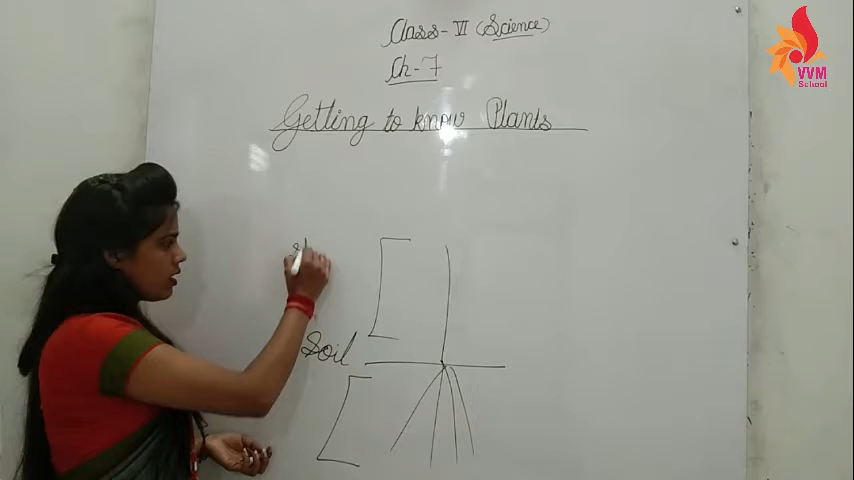 Class - VI (Science)
Ch - 7
Getting to know Plants
Soil
VVM
School